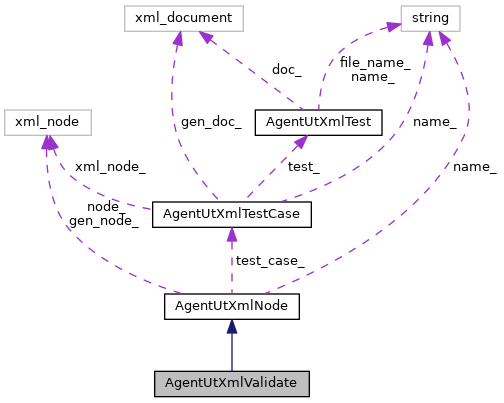 xml_document
string
doc_
file_name_
name_
xml_node
gen_doc_
AgentUtXmlTest
name_
xml_node_
test_
name_
node_
gen_node_
AgentUtXmlTestCase
test_case_
AgentUtXmlNode
AgentUtXmlValidate